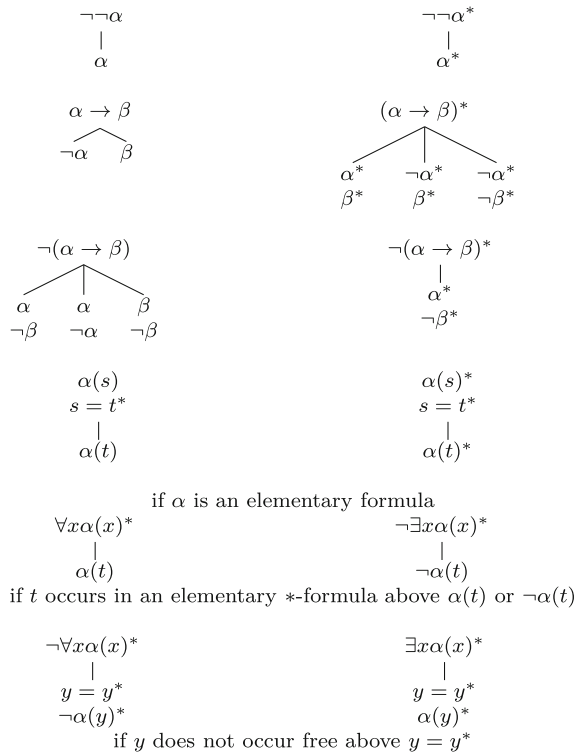 ¬¬α ¬¬α*
α α*
α → β (α → β)*
¬α β α* ¬α* ¬α*
β* β* ¬β*
¬(α → β) ¬(α → β)*
α α β α*
¬β ¬α ¬β ¬β*
α(s) α(s)*
s = t* s = t*
α(t) α(t)*
if α is an elementary formula
∀xα(x)* ¬∃xα(x)*
α(t) ¬α(t)
if t occurs in an elementary *-formula above α(t) or ¬α(t)
¬∀xα(x)* ∃xα(x)*
y = y* y = y*
¬α(y)* α(y)*
if y does not occur free above y = y*